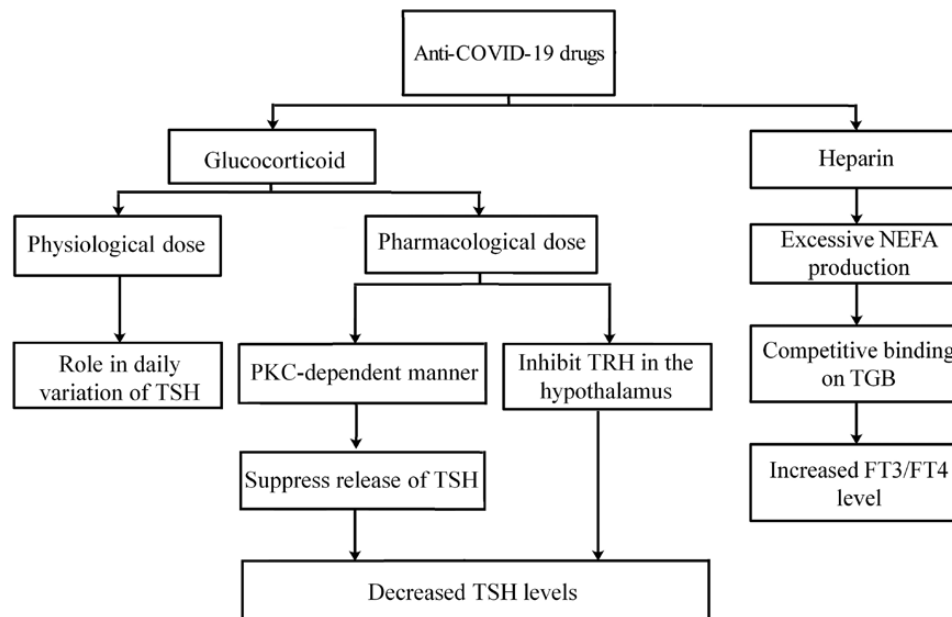 Anti-COVID-19 drugs
Glucocorticoid
Heparin
Physiological dose
Pharmacological dose
Excessive NEFA
production
Role in daily
variation of TSH
PKC-dependent manner
Inhibit TRH in the
hypothalamus
Competitive binding
on TGB
Suppress release of TSH
Increased FT3/FT4
level
Decreased TSH levels